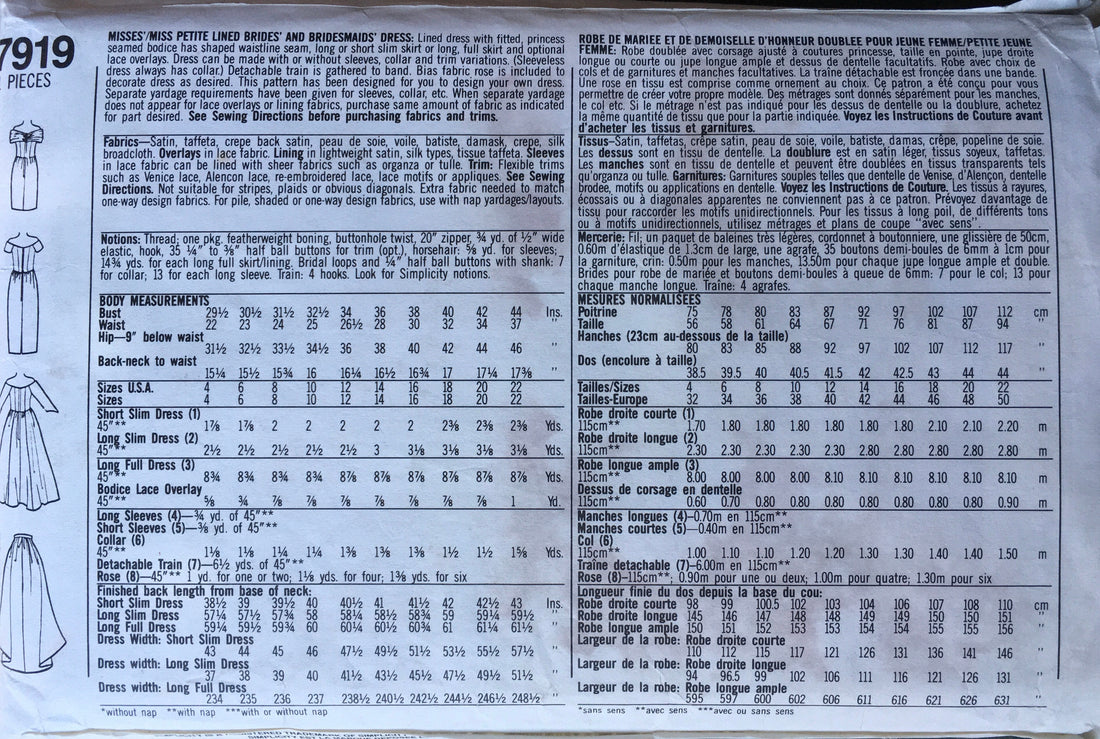 7919
PIECES
MISSES'/MISS PETITE LINED BRIDES' AND BRIDESMAIDS' DRESS: Lined dress with fitted, princess
seamed bodice has shaped waistline seam, long or short slim skirt or long, full skirt and optional
lace overlays. Dress can be made with or without sleeves, collar and trim variations. (Sleeveless
dress always has collar.) Detachable train is gathered to band. Bias fabric rose is included to
decorate dress as desired. This pattern has been designed for you to design your own dress.
Separate yardage requirements have been given for sleeves, collar, etc. When separate yardage
does not appear for lace overlays or lining fabrics, purchase same amount of fabric as indicated
for part desired. See Sewing Directions before purchasing fabrics and trims.
Fabrics—Satin, taffeta, crepe back satin, peau de soie, voile, batiste, damask, crepe, silk
broadcloth. Overlays in lace fabric. Lining in lightweight satin, silk types, tissue taffeta. Sleeves
in lace fabric can be lined with sheer fabrics such as organza or tulle. Trim: Flexible trims
such as Venice lace, Alencon lace, re-embroidered lace, lace motifs or appliques. See Sewing
Directions. Not suitable for stripes, plaids or obvious diagonals. Extra fabric needed to match
one-way design fabrics. For pile, shaded or one-way design fabrics, use with nap yardages/layouts.
Notions: Thread; one pkg. featherweight boning, buttonhole twist, 20" zipper, ¾ yd. of ½" wide
elastic, hook, 35 ¼" to ⅜" half ball buttons for trim (opt.), horsehair: ⅝ yd. for sleeves;
14¾ yds. for each long full skirt/lining. Bridal loops and ¼" half ball buttons with shank: 7
for collar; 13 for each long sleeve. Train: 4 hooks. Look for Simplicity notions.
BODY MEASUREMENTS
Bust 29½ 30½ 31½ 32½ 34 36 38 40 42 44 Ins.
Waist 22 23 24 25 26½ 28 30 32 34 37 "
Hip—9" below waist
31½ 32½ 33½ 34½ 36 38 40 42 44 46 "
Back-neck to waist
15¼ 15½ 15¾ 16 16¼ 16½ 16¾ 17 17¼ 17⅜ "
Sizes U.S.A. 4 6 8 10 12 14 16 18 20 22
Sizes 4 6 8 10 12 14 16 18 20 22
Short Slim Dress (1)
45"** 1⅞ 1⅞ 2 2 2 2 2 2⅜ 2⅜ 2⅜ Yds.
Long Slim Dress (2)
45"** 2½ 2½ 2½ 2½ 2½ 3 3⅛ 3⅛ 3⅛ 3⅛ Yds.
Long Full Dress (3)
45"** 8¾ 8¾ 8¾ 8⅞ 8⅞ 8⅞ 8⅞ 8⅞ 8⅞ 8⅞ Yds.
Bodice Lace Overlay
45"** ⅝ ¾ ⅞ ⅞ ⅞ ⅞ ⅞ ⅞ ⅞ 1 Yd.
Long Sleeves (4)—¾ yd. of 45"**
Short Sleeves (5)—⅜ yd. of 45"**
Collar (6)
45"** 1⅛ 1⅛ 1¼ 1¼ 1⅜ 1⅜ 1⅜ 1½ 1½ 1⅝ Yds.
Detachable Train (7)—6½ yds. of 45"**
Rose (8)—45"** 1 yd. for one or two; 1⅛ yds. for four; 1⅜ yds. for six
Finished back length from base of neck:
Short Slim Dress 38½ 39 39½ 40 40½ 41 41½ 42 42½ 43 Ins.
Long Slim Dress 57¼ 57½ 57¾ 58 58¼ 58½ 58¾ 59 59¼ 59½ "
Long Full Dress 59¼ 59½ 59¾ 60 60¼ 60½ 60¾ 61 61¼ 61½ "
Dress Width: Short Slim Dress
43 44 45 46 47½ 49½ 51½ 53½ 55½ 57½ "
Dress width: Long Slim Dress
37 38 39 40 41½ 43½ 45½ 47½ 49½ 51½ "
Dress width: Long Full Dress
234 235 236 237 238½ 240½ 242½ 244½ 246½ 248½ "
*without nap **with nap ***with or without nap
ROBE DE MARIEE ET DE DEMOISELLE D'HONNEUR DOUBLEE POUR JEUNE FEMME/PETITE JEUNE
FEMME: Robe doublée avec corsage ajusté à coutures princesse, taille en pointe, jupe droite
longue ou courte ou jupe longue ample et dessus de dentelle facultatifs. Robe avec choix de
cols et de garnitures et manches facultatives. La traîne détachable est froncée dans une bande.
Une rose en tissu est comprise comme ornement au choix. Ce patron a été conçu pour vous
permettre de créer votre propre modèle. Des métrages sont donnés séparément pour les manches,
le col etc. Si le métrage n'est pas indiqué pour les dessus de dentelle ou la doublure, achetez
la même quantité de tissu que pour la partie indiquée. Voyez les Instructions de Couture avant
d'acheter les tissus et garnitures.
Tissus—Satin, taffetas, crêpe satin, peau de soie, voile, batiste, damas, crêpe, popeline de soie.
Les dessus sont en tissu de dentelle. La doublure est en satin léger, tissus soyeux, taffetas.
Les manches sont en tissu de dentelle et peuvent être doublées en tissus transparents tels
qu'organza ou tulle. Garnitures: Garnitures souples telles que dentelle de Venise, d'Alençon, dentelle
brodée, motifs ou applications en dentelle. Voyez les Instructions de Couture. Les tissus à rayures,
écossais ou à diagonales apparentes ne conviennent pas à ce patron. Prévoyez davantage de
tissu pour raccorder les motifs unidirectionnels. Pour les tissus à long poil, de différents tons
ou à motifs unidirectionnels, utilisez métrages et plans de coupe "avec sens".
Mercerie: Fil; un paquet de baleines très légères, cordonnet à boutonniere, une glissière de 50cm,
0.60m d'élastique de 1.3cm de large, une agrafe, 35 boutons demi-boules de 6mm à 1cm pour
la garniture, crin: 0.50m pour les manches, 13.50m pour chaque jupe longue ample et double.
Brides pour robe de mariée et boutons demi-boules à queue de 6mm: 7 pour le col; 13 pour
chaque manche longue. Traîne: 4 agrafes.
MESURES NORMALISEES
Poitrine 75 78 80 83 87 92 97 102 107 112 cm
Taille 56 58 61 64 67 71 76 81 87 94 "
Hanches (23cm au-dessous de la taille)
80 83 85 88 92 97 102 107 112 117 "
Dos (encolure à taille)
38.5 39.5 40 40.5 41.5 42 42.5 43 44 44 "
Tailles/Sizes 4 6 8 10 12 14 16 18 20 22
Tailles-Europe 32 34 36 38 40 42 44 46 48 50
Robe droite courte (1)
115cm** 1.70 1.80 1.80 1.80 1.80 1.80 1.80 2.10 2.10 2.20 m
Robe droite longue (2)
115cm** 2.30 2.30 2.30 2.30 2.30 2.80 2.80 2.80 2.80 2.80 m
Robe longue ample (3)
115cm** 8.00 8.00 8.00 8.00 8.10 8.10 8.10 8.10 8.10 8.10 m
Dessus de corsage en dentelle
115cm** 0.60 0.70 0.80 0.80 0.80 0.80 0.80 0.80 0.80 0.90 m
Manches longues (4)—0.70m en 115cm**
Manches courtes (5)—0.40m en 115cm**
Col (6)
115cm** 1.00 1.10 1.10 1.20 1.20 1.30 1.30 1.40 1.40 1.50 m
Traîne détachable (7)—6.00m en 115cm**
Rose (8)—115cm**; 0.90m pour une ou deux; 1.00m pour quatre; 1.30m pour six
Longueur finie du dos depuis la base du cou:
Robe droite courte 98 99 100.5 102 103 104 106 107 108 110 cm
Robe droite longue 145 146 147 148 148 149 149 150 150 151 "
Robe longue ample 150 151 152 153 153 154 154 155 155 156 "
Largeur de la robe: Robe droite courte
110 112 115 117 121 126 131 136 141 146 "
Largeur de la robe: Robe droite longue
94 96.5 99 102 106 111 116 121 126 131 "
Largeur de la robe: Robe longue ample
595 597 600 602 606 611 616 621 626 631 "
*sans sens **avec sens ***avec ou sans sens